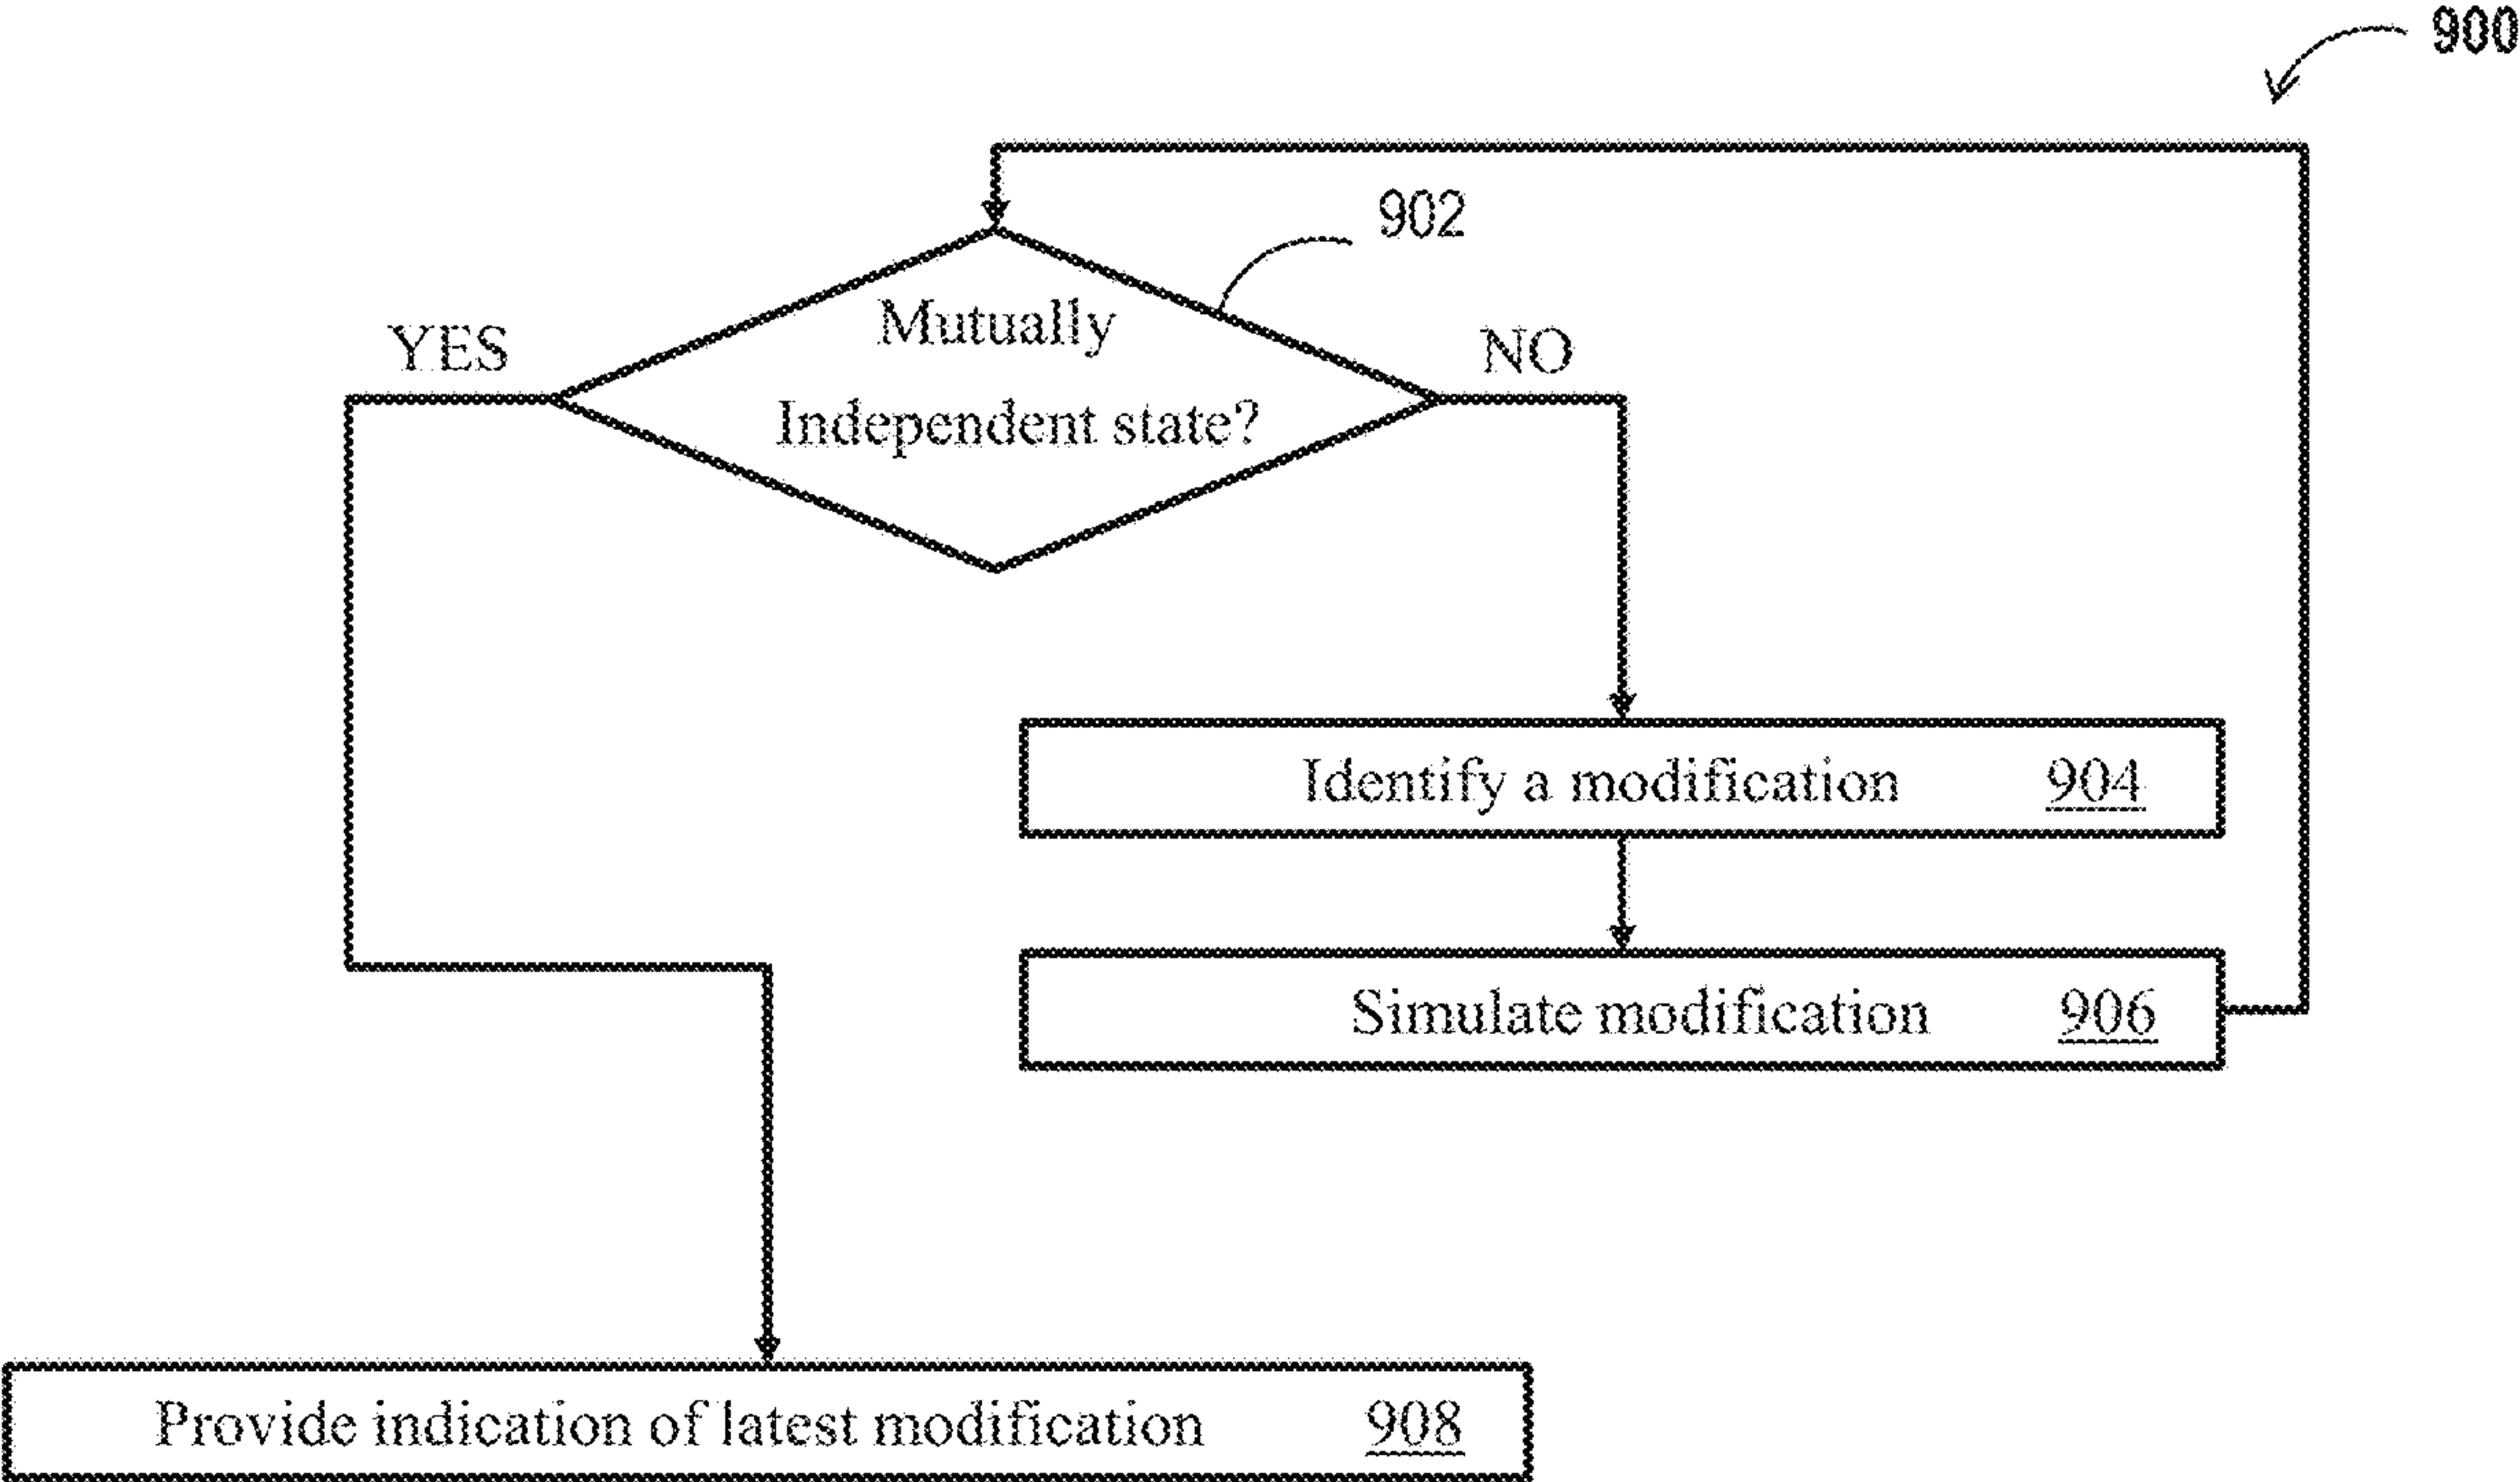 900
902
Mutually
YES
NO
Independent state?
Identify a modification 904
Simulate modification 906
Provide indication of latest modification 908